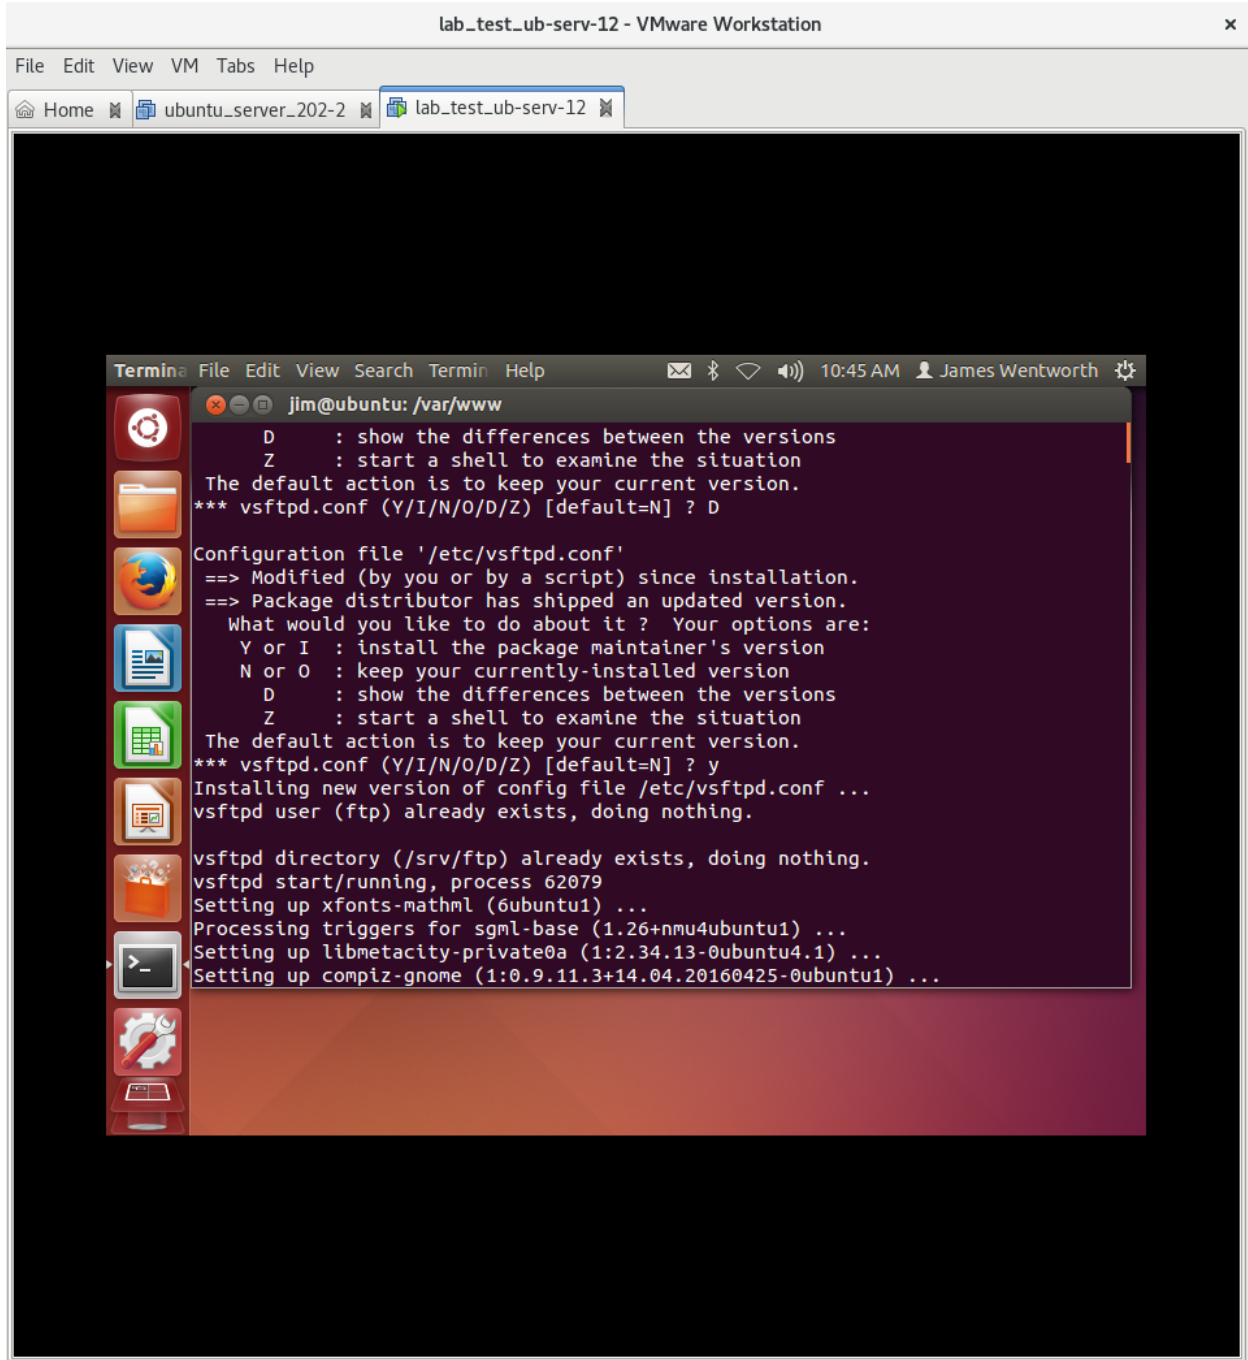 lab_test_ub-serv-12 - VMware Workstation
File Edit View VM Tabs Help
Home ubuntu_server_202-2 lab_test_ub-serv-12
Termina File Edit View Search Termin Help 10:45 AM James Wentworth
jim@ubuntu: /var/www
D : show the differences between the versions
Z : start a shell to examine the situation
The default action is to keep your current version.
*** vsftpd.conf (Y/I/N/O/D/Z) [default=N] ? D
Configuration file '/etc/vsftpd.conf'
==> Modified (by you or by a script) since installation.
==> Package distributor has shipped an updated version.
What would you like to do about it ?  Your options are:
Y or I : install the package maintainer's version
N or O : keep your currently-installed version
D : show the differences between the versions
Z : start a shell to examine the situation
The default action is to keep your current version.
*** vsftpd.conf (Y/I/N/O/D/Z) [default=N] ? y
Installing new version of config file /etc/vsftpd.conf ...
vsftpd user (ftp) already exists, doing nothing.
vsftpd directory (/srv/ftp) already exists, doing nothing.
vsftpd start/running, process 62079
Setting up xfonts-mathml (6ubuntu1) ...
Processing triggers for sgml-base (1.26+nmu4ubuntu1) ...
Setting up libmetacity-private0a (1:2.34.13-0ubuntu4.1) ...
Setting up compiz-gnome (1:0.9.11.3+14.04.20160425-0ubuntu1) ...